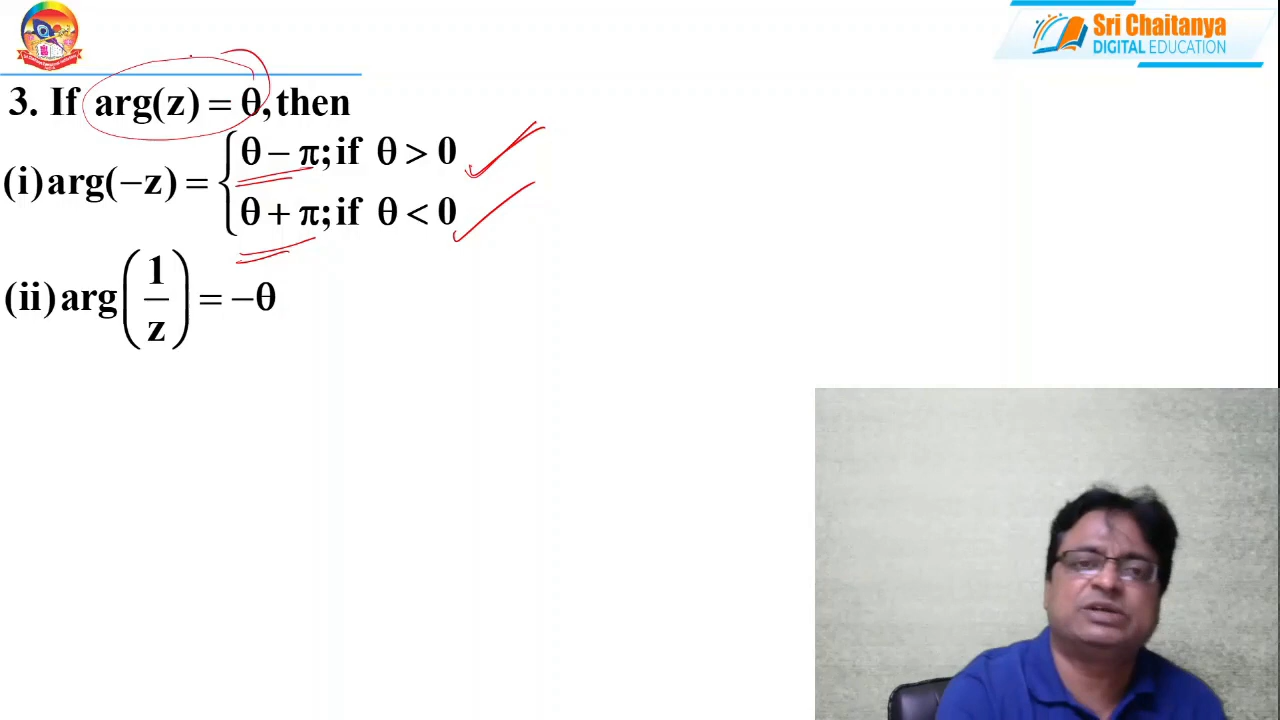 Sri Chaitanya
DIGITAL EDUCATION
3. If arg(z) = θ, then
(i) arg(−z) = { θ − π; if θ > 0
θ + π; if θ < 0
(ii) arg(1/z) = −θ